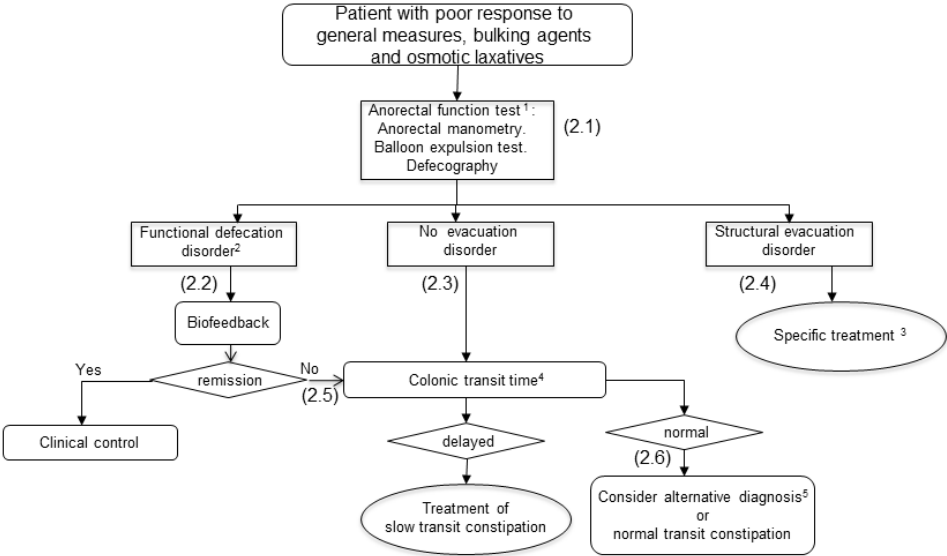 Patient with poor response to
general measures, bulking agents
and osmotic laxatives
Anorectal function test 1 :
Anorectal manometry.
Balloon expulsion test.
Defecography
(2.1)
Functional defecation
disorder2
No evacuation
disorder
Structural evacuation
disorder
(2.2)
(2.3)
(2.4)
Biofeedback
Specific treatment 3
Yes
remission
No
(2.5)
Colonic transit time4
Clinical control
delayed
normal
(2.6)
Treatment of
slow transit constipation
Consider alternative diagnosis5
or
normal transit constipation